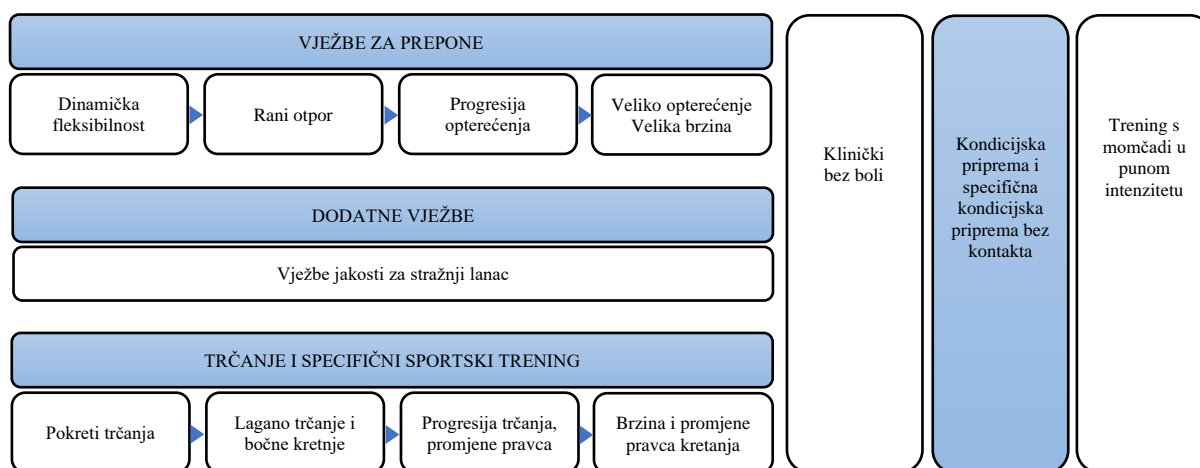 VJEŽBE ZA PREPONE
Dinamička
fleksibilnost
Rani otpor
Progresija
opterećenja
Veliko opterećenje
Velika brzina
DODATNE VJEŽBE
Vježbe jakosti za stražnji lanac
TRČANJE I SPECIFIČNI SPORTSKI TRENING
Pokreti trčanja
Lagano trčanje i
bočne kretnje
Progresija trčanja,
promjene pravca
Brzina i promjene
pravca kretanja
Klinički
bez boli
Kondicijska
priprema i
specifična
kondicijska
priprema bez
kontakta
Trening s
momčadi u
punom
intenzitetu